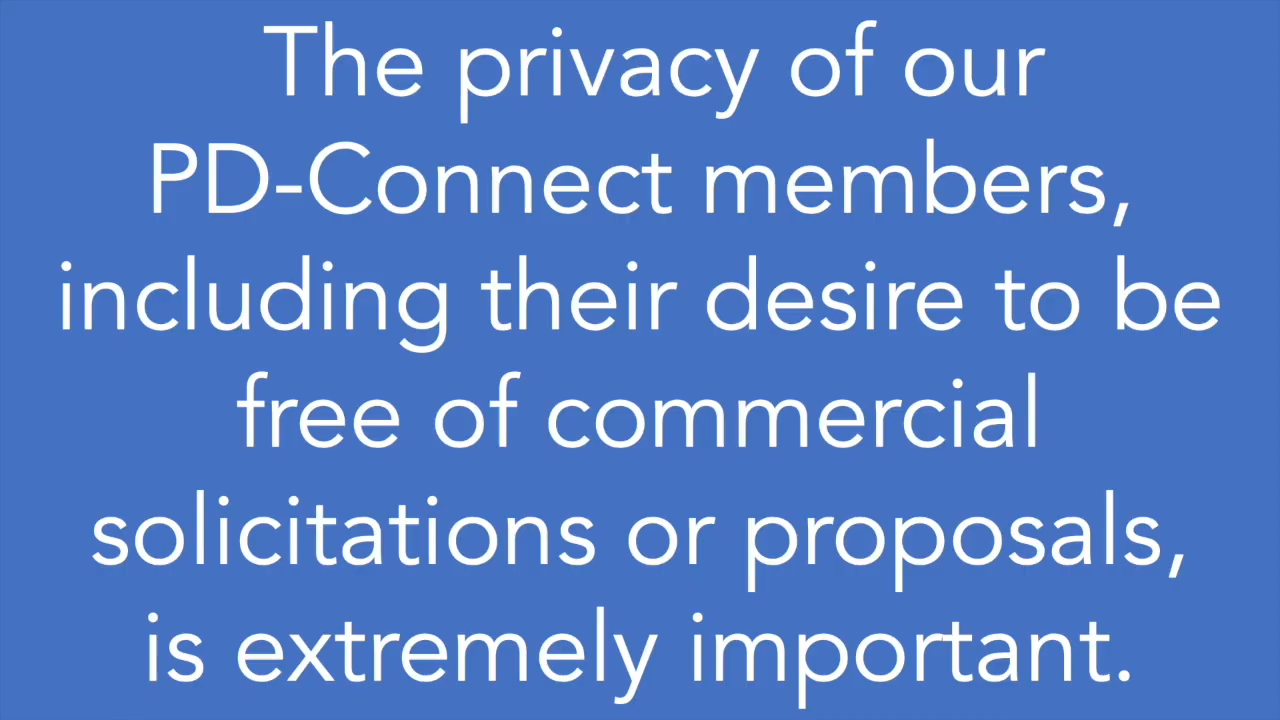 The privacy of our
PD-Connect members,
including their desire to be
free of commercial
solicitations or proposals,
is extremely important.